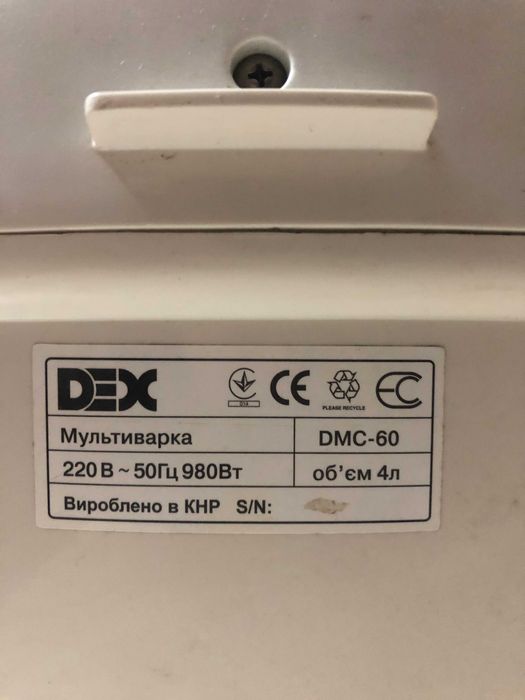 DEX CE PLEASE RECYCLE
Мультиварка DMC-60
220 В ~ 50Гц 980Вт об'єм 4л
Вироблено в КНР S/N: